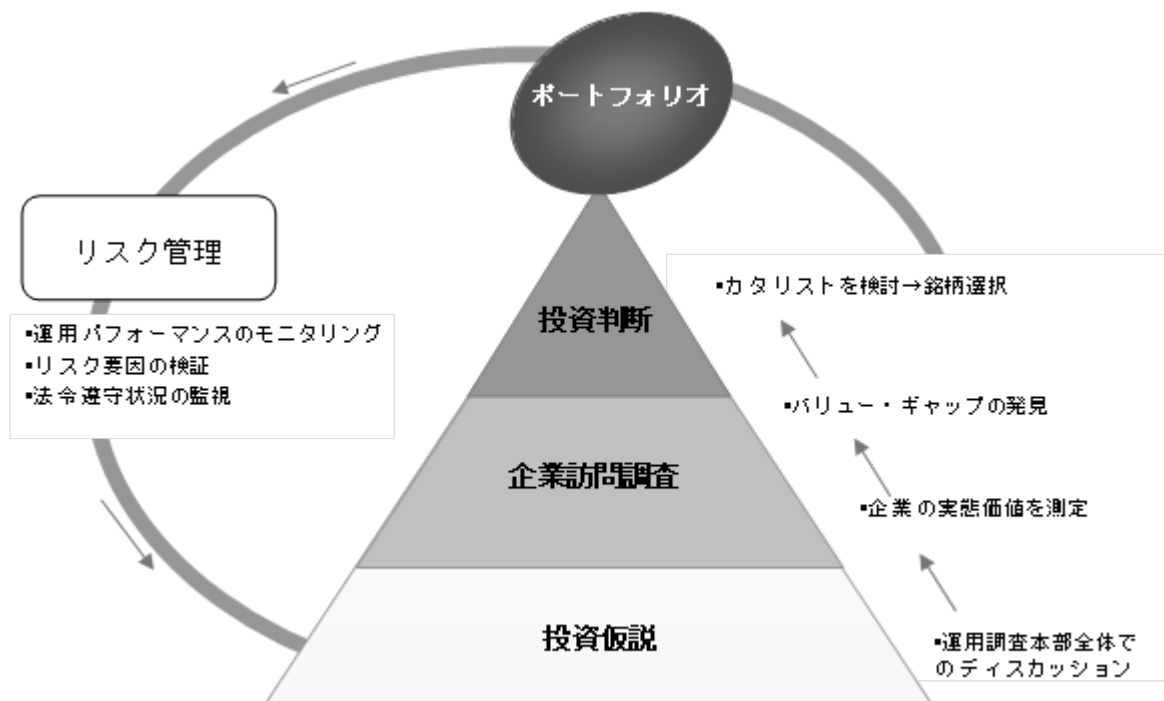 ポートフォリオ
リスク管理
▪運用パフォーマンスのモニタリング
▪リスク要因の検証
▪法令遵守状況の監視
投資判断
企業訪問調査
投資仮説
▪カタリストを検討→銘柄選択
▪バリュー・ギャップの発見
▪企業の実態価値を測定
▪運用調査本部全体で
のディスカッション